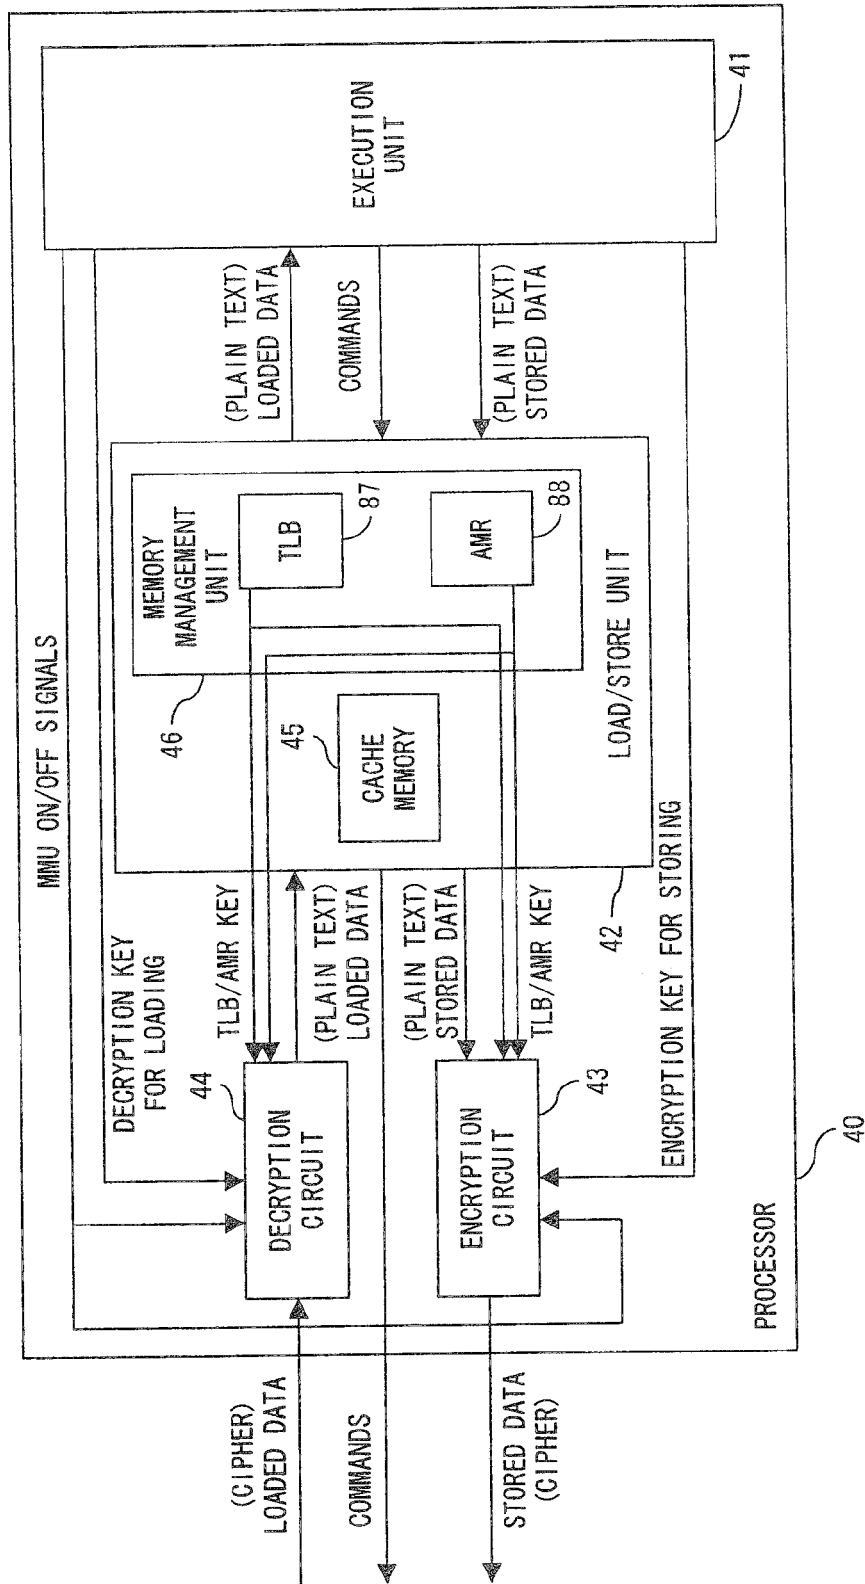 MMU ON/OFF SIGNALS
DECRYPTION KEY
FOR LOADING
(CIPHER)
LOADED DATA
44
DECRYPTION
CIRCUIT
TLB/AMR KEY
(PLAIN TEXT)
LOADED DATA
46
MEMORY
MANAGEMENT
UNIT
TLB
87
AMR
88
45
CACHE
MEMORY
LOAD/STORE UNIT
42
(PLAIN TEXT)
LOADED DATA
COMMANDS
(PLAIN TEXT)
STORED DATA
EXECUTION
UNIT
41
COMMANDS
(PLAIN TEXT)
STORED DATA
TLB/AMR KEY
ENCRYPTION
CIRCUIT
43
STORED DATA
(CIPHER)
ENCRYPTION KEY FOR STORING
PROCESSOR
40